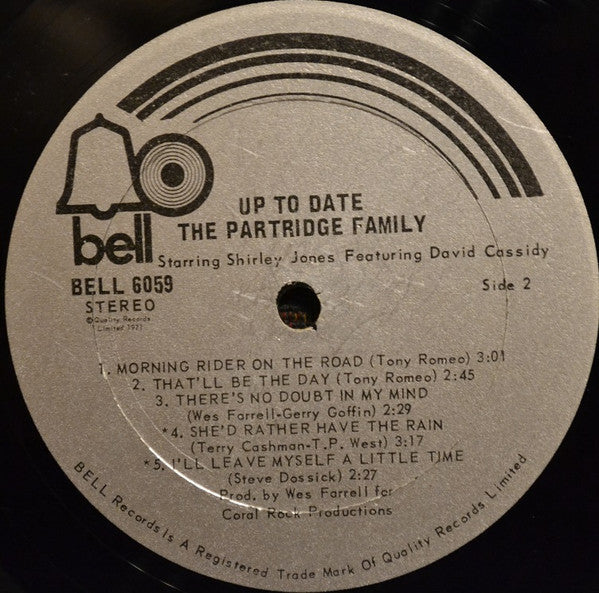 bell
UP TO DATE
THE PARTRIDGE FAMILY
Starring Shirley Jones Featuring David Cassidy
BELL 6059
STEREO
©Quality Records
Limited 1971
Side 2
1. MORNING RIDER ON THE ROAD (Tony Romeo) 3:01
2. THAT'LL BE THE DAY (Tony Romeo) 2:45
3. THERE'S NO DOUBT IN MY MIND
(Wes Farrell-Gerry Goffin) 2:29
*4. SHE'D RATHER HAVE THE RAIN
(Terry Cashman-T.P. West) 3:17
*5. I'LL LEAVE MYSELF A LITTLE TIME
(Steve Dossick) 2:27
Prod. by Wes Farrell for
Coral Rock Productions
BELL Records Is A Registered Trade Mark Of Quality Records Limited